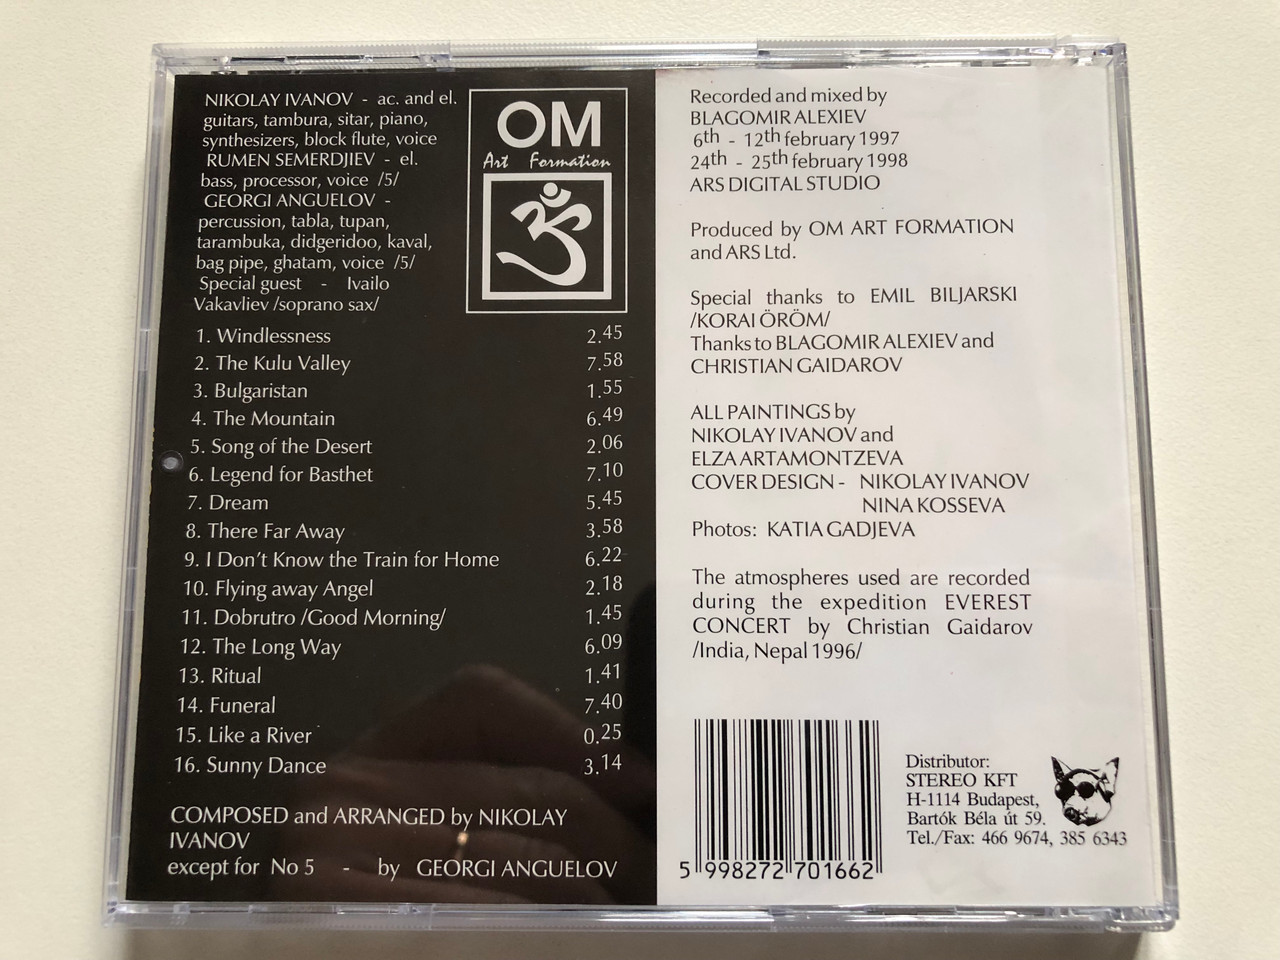 NIKOLAY IVANOV - ac. and el.
guitars, tambura, sitar, piano,
synthesizers, block flute, voice
RUMEN SEMERDJIEV - el.
bass, processor, voice /5/
GEORGI ANGUELOV -
percussion, tabla, tupan,
tarambuka, didgeridoo, kaval,
bag pipe, ghatam, voice /5/
Special guest - Ivailo
Vakavliev /soprano sax/
OM
Art Formation
ॐ
1. Windlessness 2.45
2. The Kulu Valley 7.58
3. Bulgaristan 1.55
4. The Mountain 6.49
5. Song of the Desert 2.06
6. Legend for Basthet 7.10
7. Dream 5.45
8. There Far Away 3.58
9. I Don't Know the Train for Home 6.22
10. Flying away Angel 2.18
11. Dobrutro /Good Morning/ 1.45
12. The Long Way 6.09
13. Ritual 1.41
14. Funeral 7.40
15. Like a River 0.25
16. Sunny Dance 3.14
COMPOSED and ARRANGED by NIKOLAY
IVANOV
except for No 5 - by GEORGI ANGUELOV
Recorded and mixed by
BLAGOMIR ALEXIEV
6th - 12th february 1997
24th - 25th february 1998
ARS DIGITAL STUDIO
Produced by OM ART FORMATION
and ARS Ltd.
Special thanks to EMIL BILJARSKI
/KORAI ÖRÖM/
Thanks to BLAGOMIR ALEXIEV and
CHRISTIAN GAIDAROV
ALL PAINTINGS by
NIKOLAY IVANOV and
ELZA ARTAMONTZEVA
COVER DESIGN - NIKOLAY IVANOV
NINA KOSSEVA
Photos: KATIA GADJEVA
The atmospheres used are recorded
during the expedition EVEREST
CONCERT by Christian Gaidarov
/India, Nepal 1996/
5 998272 701662
Distributor:
STEREO KFT
H-1114 Budapest,
Bartók Béla út 59.
Tel./Fax: 466 9674, 385 6343